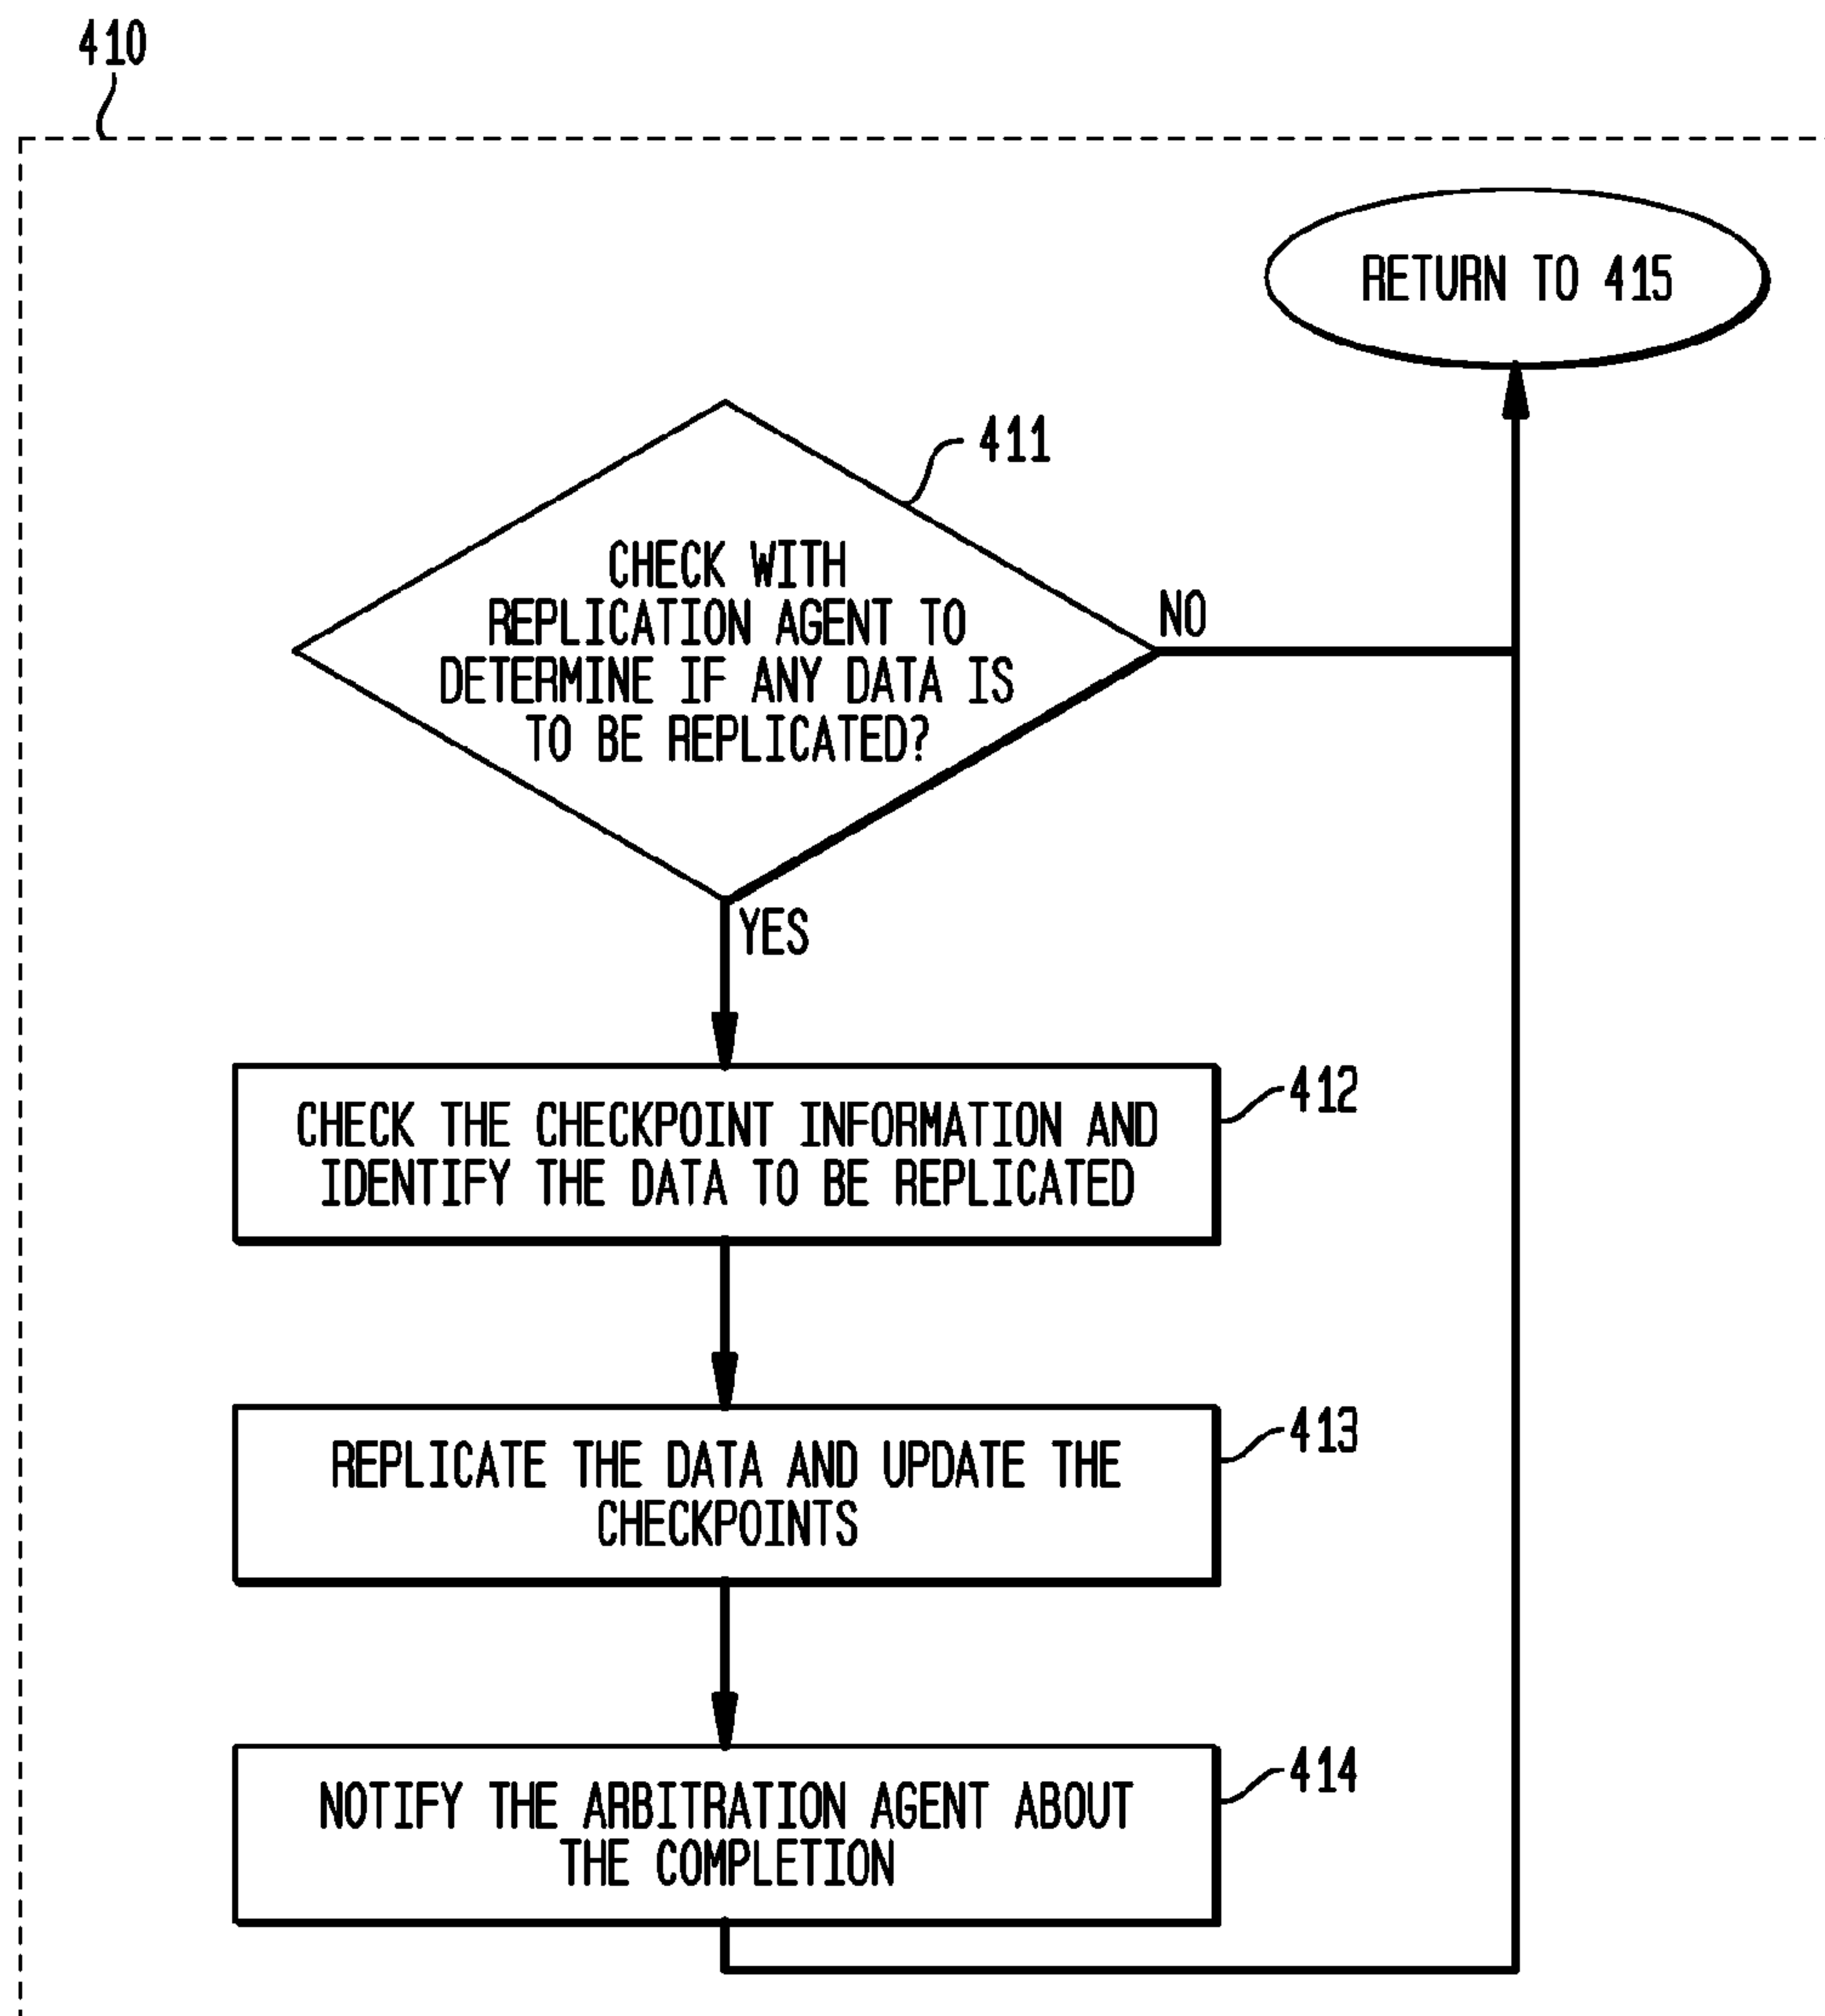 410
RETURN TO 415
411
CHECK WITH
REPLICATION AGENT TO
DETERMINE IF ANY DATA IS
TO BE REPLICATED?
NO
YES
412
CHECK THE CHECKPOINT INFORMATION AND
IDENTIFY THE DATA TO BE REPLICATED
413
REPLICATE THE DATA AND UPDATE THE
CHECKPOINTS
414
NOTIFY THE ARBITRATION AGENT ABOUT
THE COMPLETION